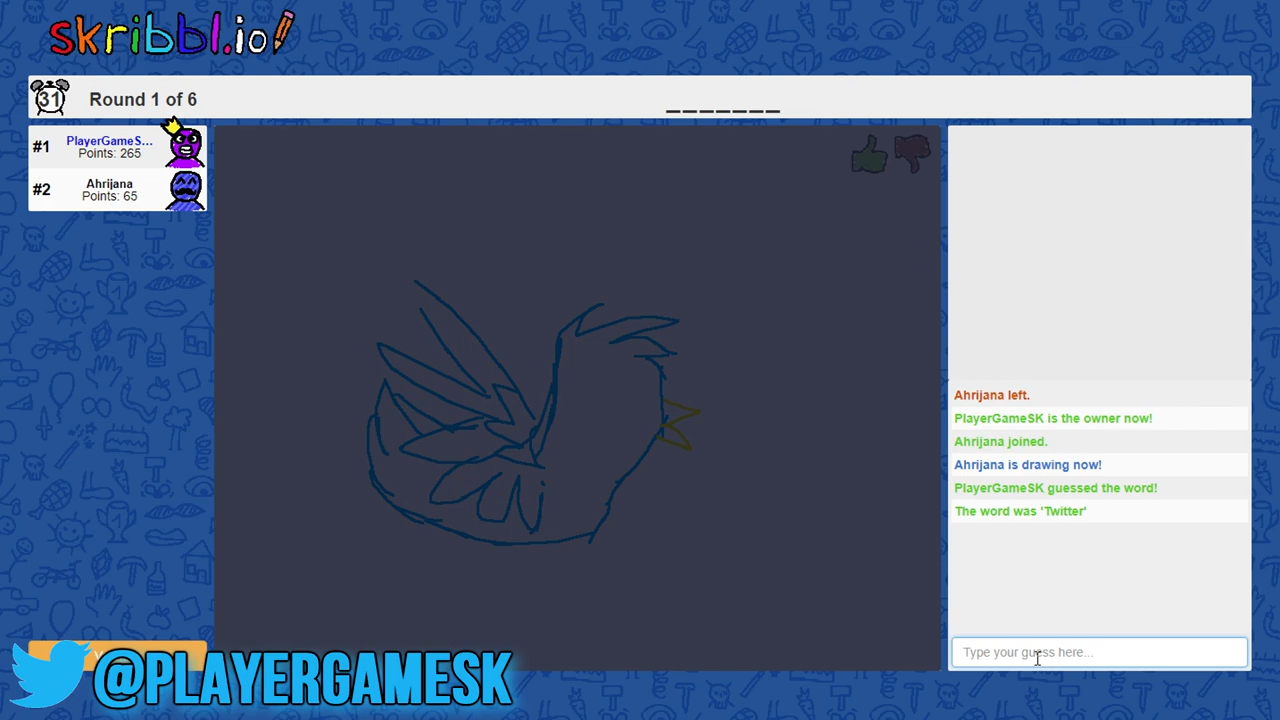 skribbl.io
31
Round 1 of 6
_______
#1
PlayerGameS...
Points: 265
#2
Ahrijana
Points: 65
Ahrijana left.
PlayerGameSK is the owner now!
Ahrijana joined.
Ahrijana is drawing now!
PlayerGameSK guessed the word!
The word was 'Twitter'
Type your guess here...
@PLAYERGAMESK